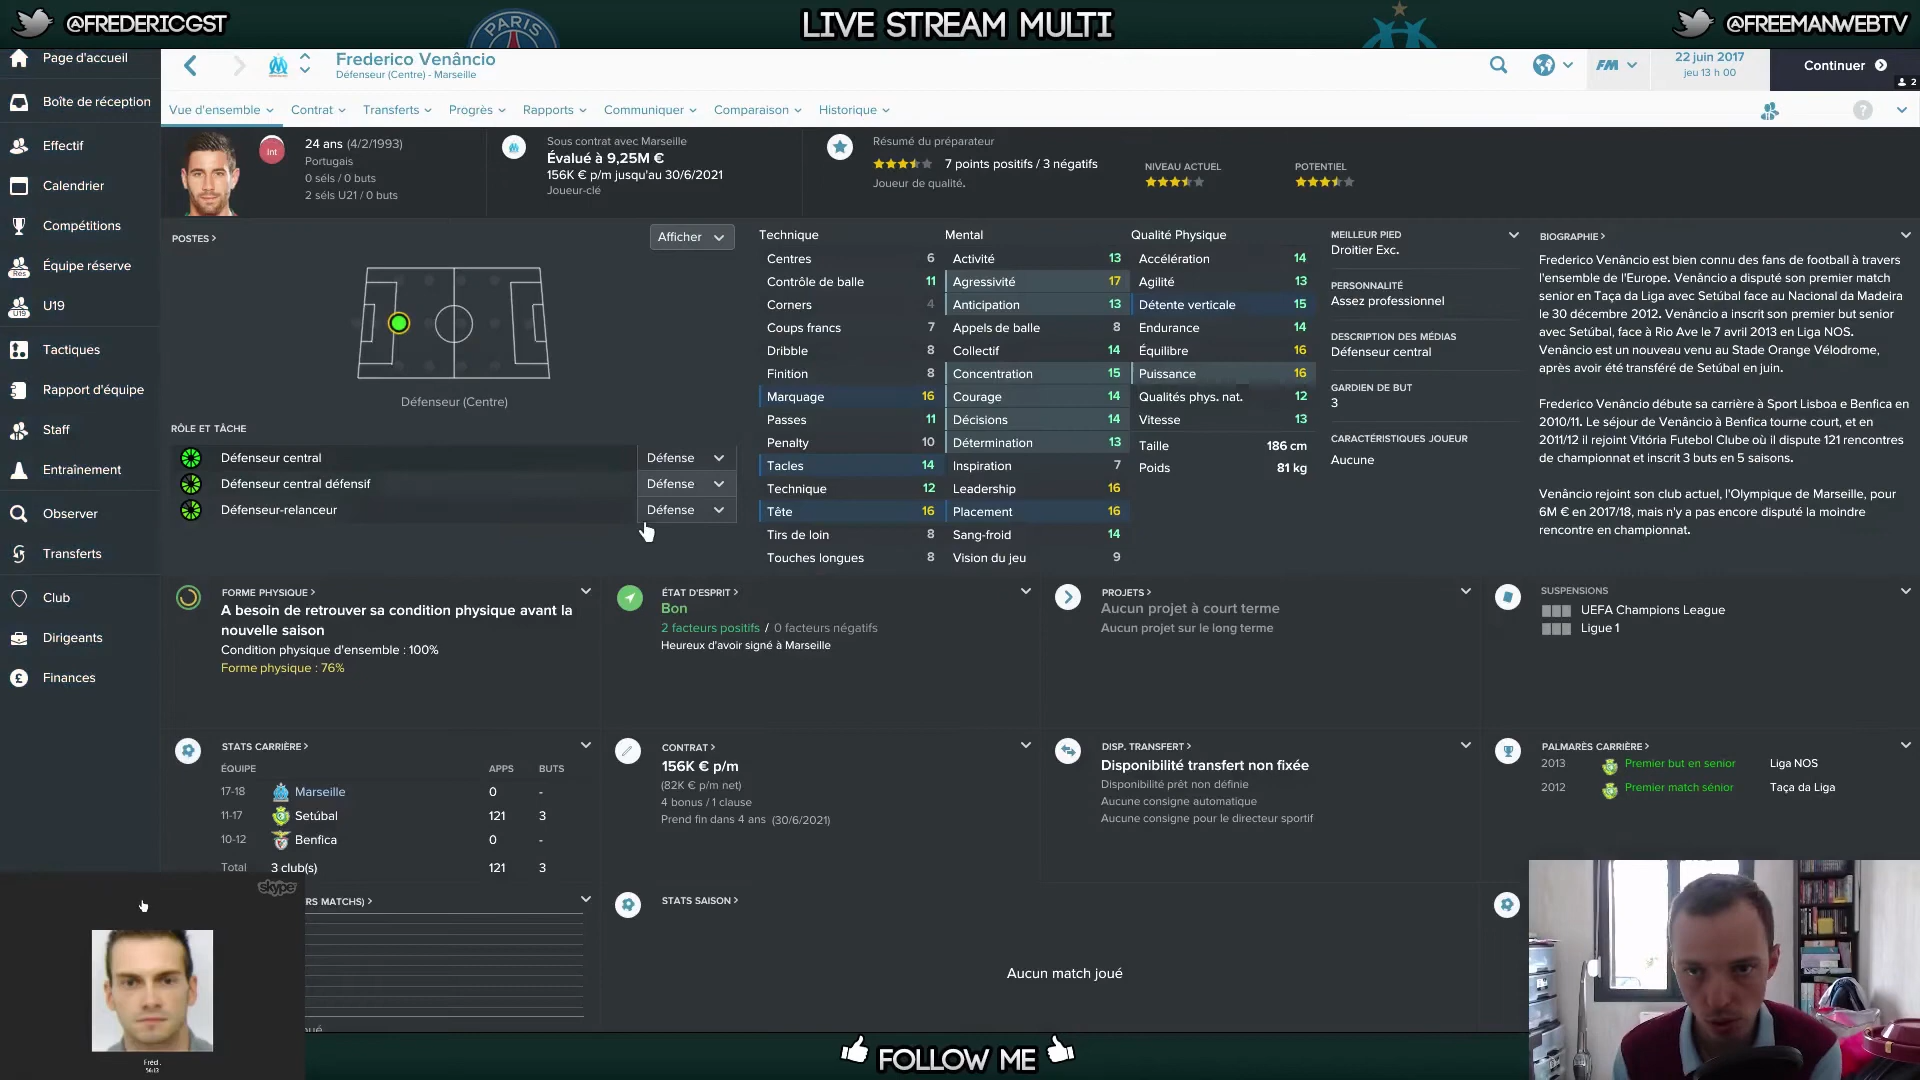 @FREDERICGST
PARIS
LIVE STREAM MULTI
@FREEMANWEBTV
Page d'accueil
Boîte de réception
Effectif
Calendrier
Compétitions
Équipe réserve
U19
Tactiques
Rapport d'équipe
Staff
Entraînement
Observer
Transferts
Club
Dirigeants
Finances
Frederico Venâncio
Défenseur (Centre) - Marseille
FM
22 juin 2017
jeu 13 h 00
Continuer
2
Vue d'ensemble Contrat Transferts Progrès Rapports Communiquer Comparaison Historique
?
Int
24 ans (4/2/1993)
Portugais
0 séls / 0 buts
2 séls U21 / 0 buts
Sous contrat avec Marseille
Évalué à 9,25M €
156K € p/m jusqu'au 30/6/2021
Joueur-clé
Résumé du préparateur
7 points positifs / 3 négatifs
Joueur de qualité.
NIVEAU ACTUEL
POTENTIEL
POSTES >
Afficher
Défenseur (Centre)
RÔLE ET TÂCHE
Défenseur central Défense
Défenseur central défensif Défense
Défenseur-relanceur Défense
Technique
Centres 6
Contrôle de balle 11
Corners 4
Coups francs 7
Dribble 8
Finition 8
Marquage 16
Passes 11
Penalty 10
Tacles 14
Technique 12
Tête 16
Tirs de loin 8
Touches longues 8
Mental
Activité 13
Agressivité 17
Anticipation 13
Appels de balle 8
Collectif 14
Concentration 15
Courage 14
Décisions 14
Détermination 13
Inspiration 7
Leadership 16
Placement 16
Sang-froid 14
Vision du jeu 9
Qualité Physique
Accélération 14
Agilité 13
Détente verticale 15
Endurance 14
Équilibre 16
Puissance 16
Qualités phys. nat. 12
Vitesse 13
Taille 186 cm
Poids 81 kg
MEILLEUR PIED
Droitier Exc.
PERSONNALITÉ
Assez professionnel
DESCRIPTION DES MÉDIAS
Défenseur central
GARDIEN DE BUT
3
CARACTÉRISTIQUES JOUEUR
Aucune
BIOGRAPHIE >
Frederico Venâncio est bien connu des fans de football à travers
l'ensemble de l'Europe. Venâncio a disputé son premier match
senior en Taça da Liga avec Setúbal face au Nacional da Madeira
le 30 décembre 2012. Venâncio a inscrit son premier but senior
avec Setúbal, face à Rio Ave le 7 avril 2013 en Liga NOS.
Venâncio est un nouveau venu au Stade Orange Vélodrome,
après avoir été transféré de Setúbal en juin.
Frederico Venâncio débute sa carrière à Sport Lisboa e Benfica en
2010/11. Le séjour de Venâncio à Benfica tourne court, et en
2011/12 il rejoint Vitória Futebol Clube où il dispute 121 rencontres
de championnat et inscrit 3 buts en 5 saisons.
Venâncio rejoint son club actuel, l'Olympique de Marseille, pour
6M € en 2017/18, mais n'y a pas encore disputé la moindre
rencontre en championnat.
FORME PHYSIQUE >
A besoin de retrouver sa condition physique avant la
nouvelle saison
Condition physique d'ensemble : 100%
Forme physique : 76%
ÉTAT D'ESPRIT >
Bon
2 facteurs positifs / 0 facteurs négatifs
Heureux d'avoir signé à Marseille
PROJETS >
Aucun projet à court terme
Aucun projet sur le long terme
SUSPENSIONS
UEFA Champions League
Ligue 1
STATS CARRIÈRE >
ÉQUIPE APPS BUTS
17-18 Marseille 0 -
11-17 Setúbal 121 3
10-12 Benfica 0 -
Total 3 club(s) 121 3
CONTRAT >
156K € p/m
(82K € p/m net)
4 bonus / 1 clause
Prend fin dans 4 ans (30/6/2021)
DISP. TRANSFERT >
Disponibilité transfert non fixée
Disponibilité prêt non définie
Aucune consigne automatique
Aucune consigne pour le directeur sportif
PALMARÈS CARRIÈRE >
2013 Premier but en senior Liga NOS
2012 Premier match sénior Taça da Liga
skype
RS MATCHS) >
STATS SAISON >
Aucun match joué
Fred .
FOLLOW ME